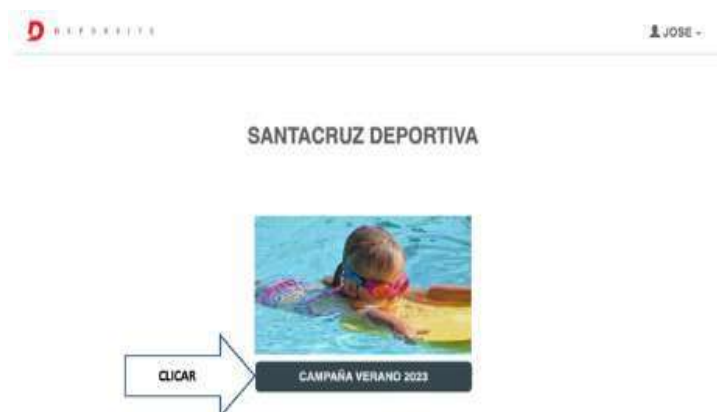 D DEPORSITE
JOSE
SANTACRUZ DEPORTIVA
CLICAR
CAMPAÑA VERANO 2023